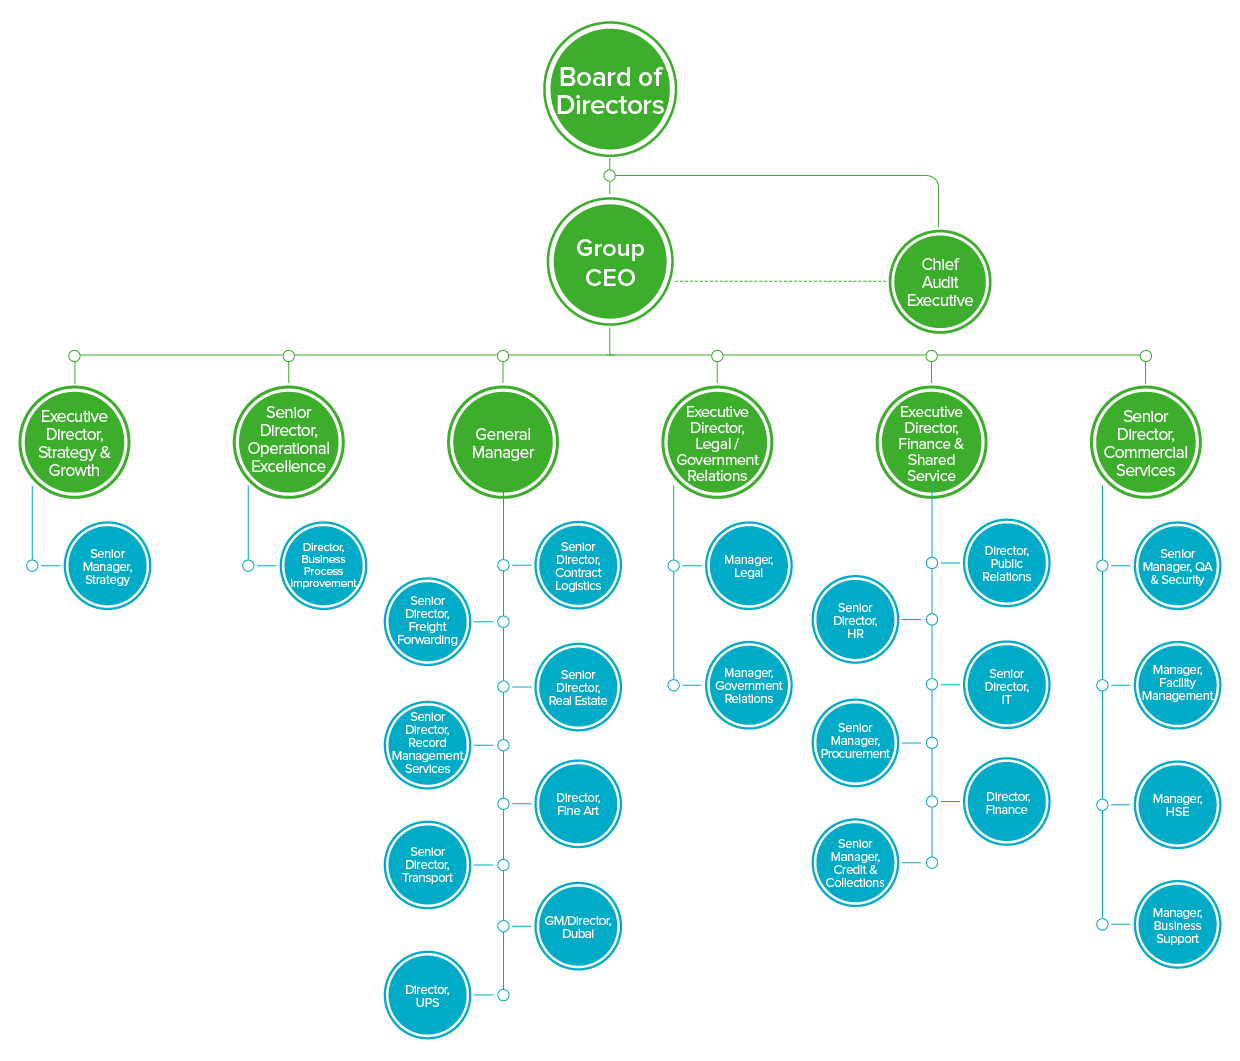 Board of
Directors
Group
CEO
Chief
Audit
Executive
Executive
Director,
Strategy &
Growth
Senior
Director,
Operational
Excellence
General
Manager
Executive
Director,
Legal /
Government
Relations
Executive
Director,
Finance &
Shared
Service
Senior
Director,
Commercial
Services
Senior
Manager,
Strategy
Director,
Business
Process
Improvement
Senior
Director,
Contract
Logistics
Senior
Director,
Freight
Forwarding
Senior
Director,
Real Estate
Senior
Director,
Record
Management
Services
Director,
Fine Art
Senior
Director,
Transport
GM/Director,
Dubai
Director,
UPS
Manager,
Legal
Manager,
Government
Relations
Director,
Public
Relations
Senior
Director,
HR
Senior
Director,
IT
Senior
Manager,
Procurement
Director,
Finance
Senior
Manager,
Credit &
Collections
Senior
Manager, QA
& Security
Manager,
Facility
Management
Manager,
HSE
Manager,
Business
Support